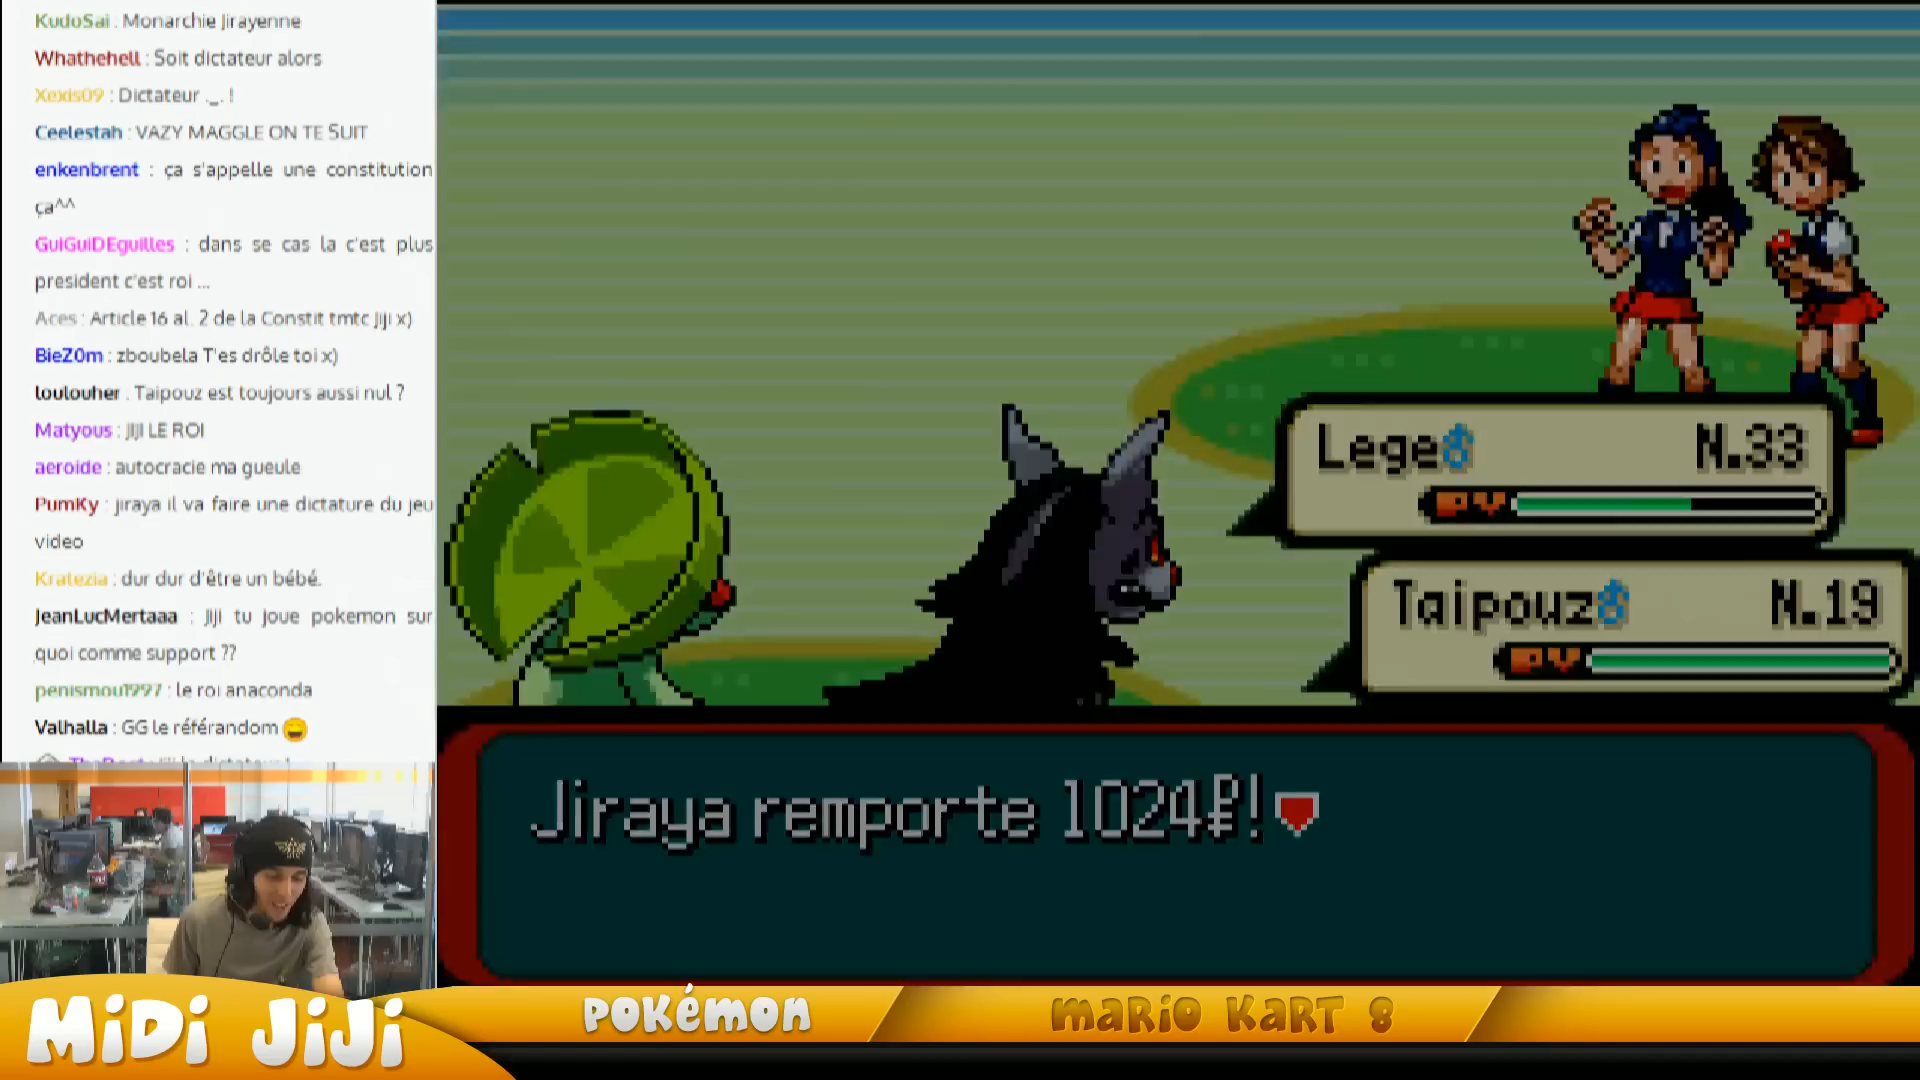 KudoSai : Monarchie Jirayenne
Whathehell : Soit dictateur alors
Xexis09 : Dictateur ._. !
Ceelestah : VAZY MAGGLE ON TE SUIT
enkenbrent : ça s'appelle une constitution
ça^^
GuiGuiDEguilles : dans se cas la c'est plus
president c'est roi ...
Aces : Article 16 al. 2 de la Constit tmtc Jiji x)
BieZ0m : zboubela T'es drôle toi x)
loulouher : Taipouz est toujours aussi nul ?
Matyous : JIJI LE ROI
aeroide : autocracie ma gueule
PumKy : jiraya il va faire une dictature du jeu
video
Kratezia : dur dur d'être un bébé.
JeanLucMertaaa : Jiji tu joue pokemon sur
quoi comme support ??
penismou1997 : le roi anaconda
Valhalla : GG le référandom
Lege♂ N.33
PV
Taipouz♂ N.19
PV
Jiraya remporte 1024₽!
MiDi JiJi
POKémON
MARiO KART 8